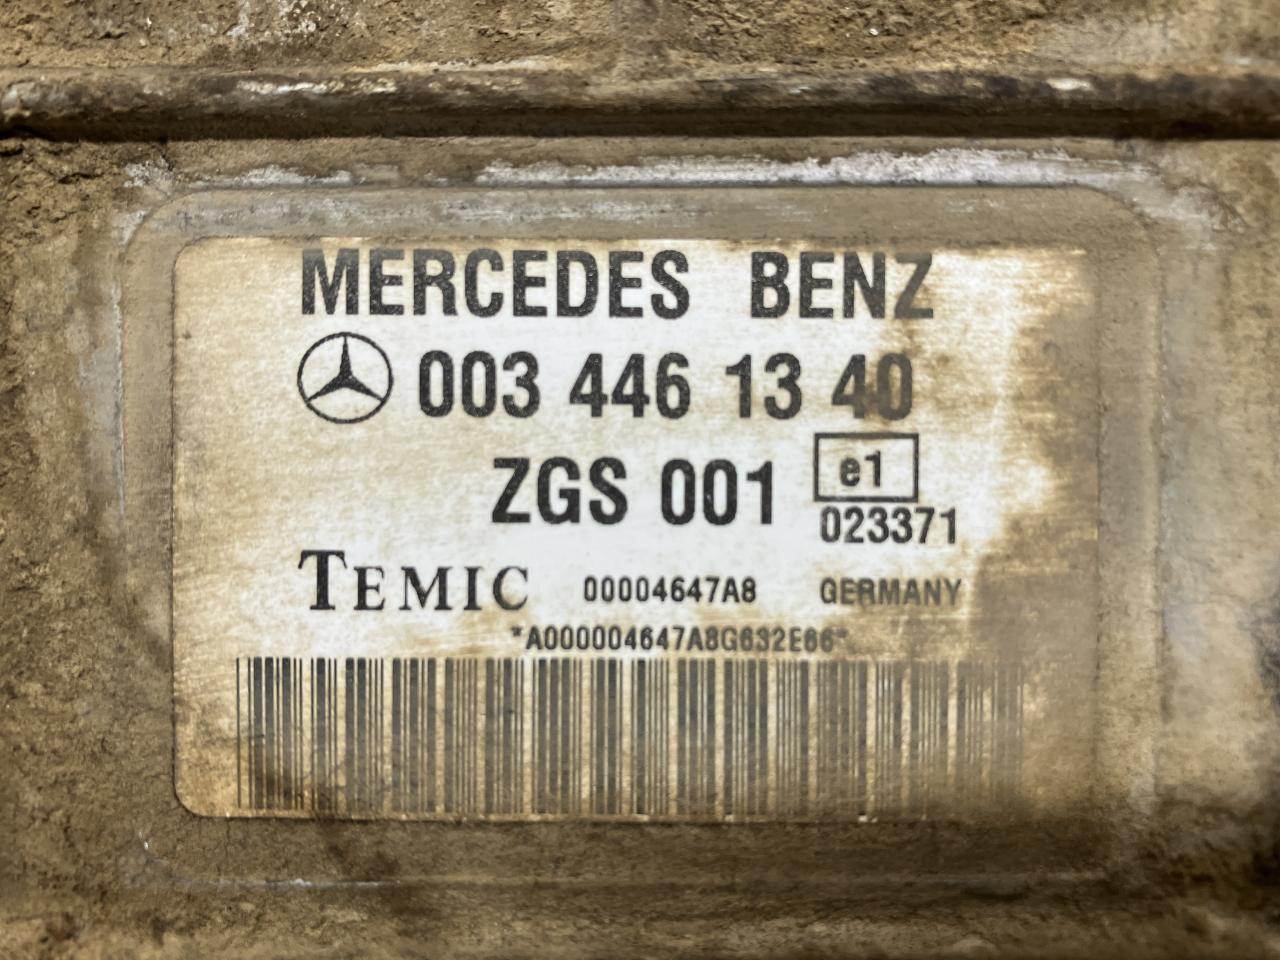 MERCEDES BENZ
003 446 13 40
ZGS 001
e1
023371
TEMIC 00004647A8 GERMANY
*A000004647A8G632E66*